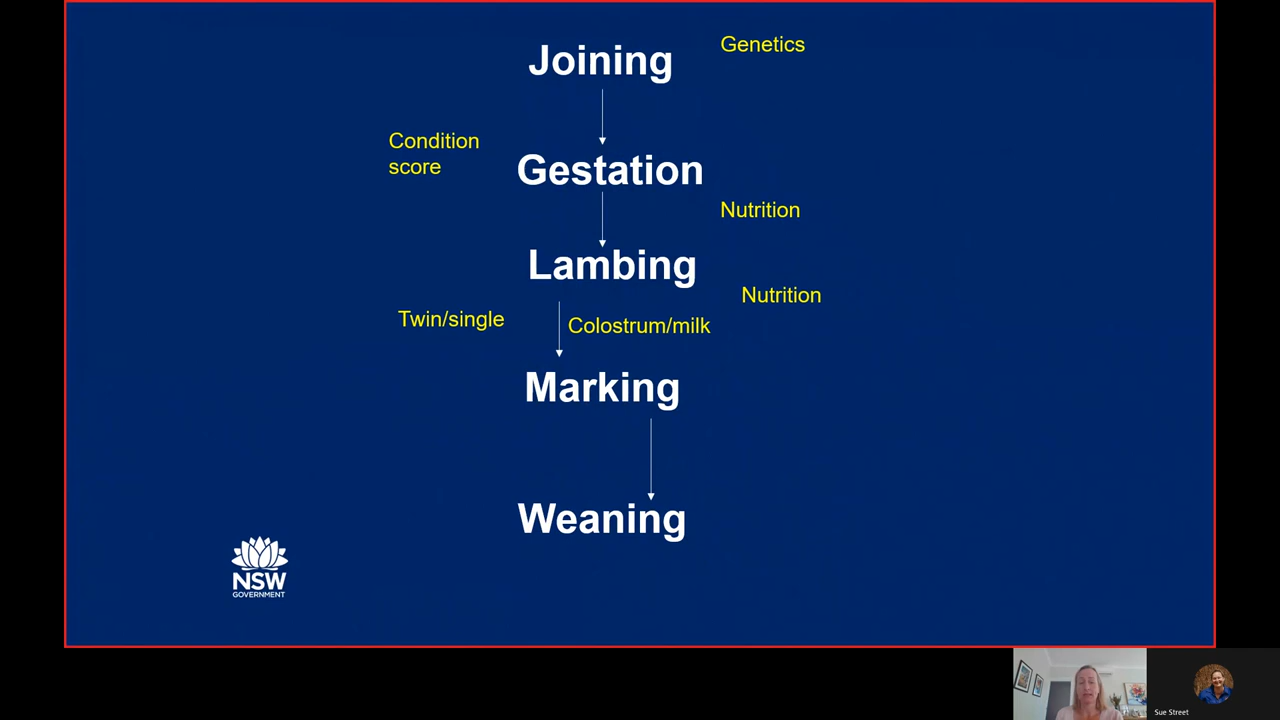 Joining
Genetics
Condition
score
Gestation
Nutrition
Lambing
Nutrition
Twin/single
Colostrum/milk
Marking
Weaning
NSW
GOVERNMENT
Sue Street